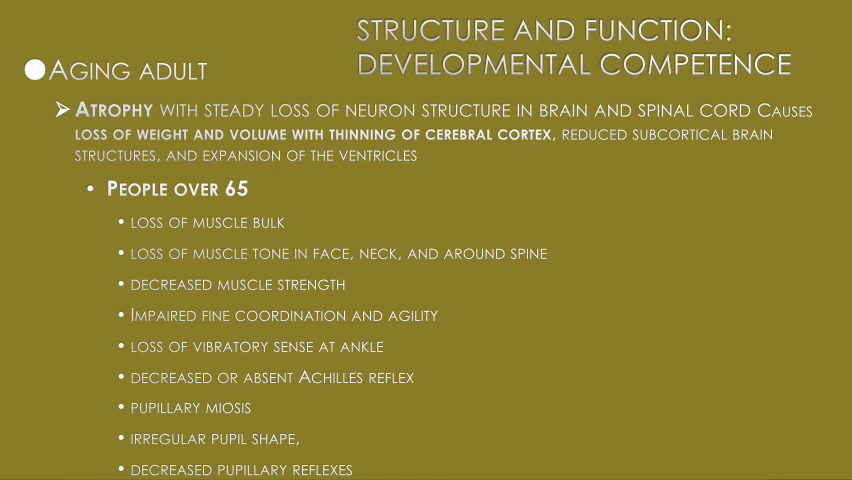 STRUCTURE AND FUNCTION:
DEVELOPMENTAL COMPETENCE
●AGING ADULT
➢ATROPHY WITH STEADY LOSS OF NEURON STRUCTURE IN BRAIN AND SPINAL CORD CAUSES
LOSS OF WEIGHT AND VOLUME WITH THINNING OF CEREBRAL CORTEX, REDUCED SUBCORTICAL BRAIN
STRUCTURES, AND EXPANSION OF THE VENTRICLES
• PEOPLE OVER 65
• LOSS OF MUSCLE BULK
• LOSS OF MUSCLE TONE IN FACE, NECK, AND AROUND SPINE
• DECREASED MUSCLE STRENGTH
• IMPAIRED FINE COORDINATION AND AGILITY
• LOSS OF VIBRATORY SENSE AT ANKLE
• DECREASED OR ABSENT ACHILLES REFLEX
• PUPILLARY MIOSIS
• IRREGULAR PUPIL SHAPE,
• DECREASED PUPILLARY REFLEXES